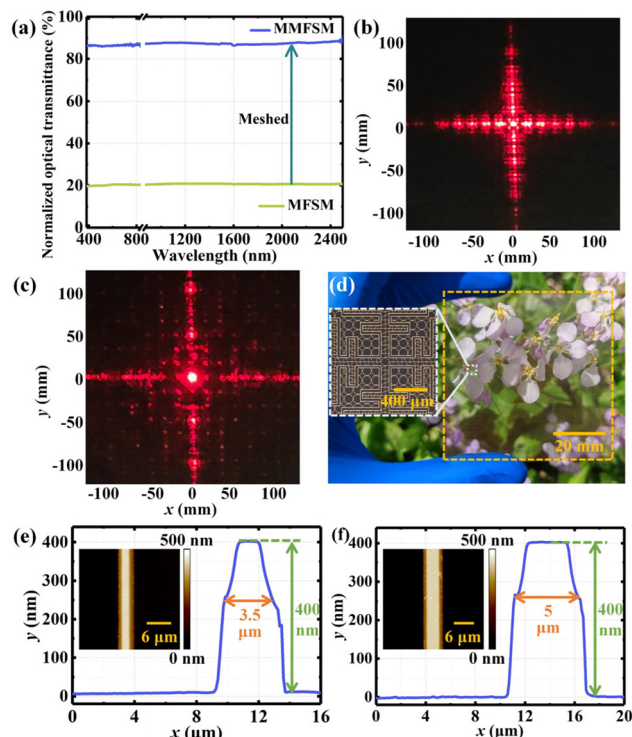 (a)
Normalized optical transmittance (%)
100
80
60
40
20
0
MMFSM
Meshed
MFSM
400
800
1200
1600
2000
2400
Wavelength (nm)
(b)
y (mm)
100
50
0
-50
-100
-100
-50
0
50
100
x (mm)
(c)
y (mm)
100
50
0
-50
-100
-100
-50
0
50
100
x (mm)
(d)
400 μm
20 mm
(e)
y (nm)
400
300
200
100
0
500 nm
6 μm
0 nm
3.5
μm
400
nm
0
4
8
12
16
x (μm)
(f)
y (nm)
400
300
200
100
0
500 nm
6 μm
0 nm
5
μm
400
nm
0
4
8
12
16
20
x (μm)